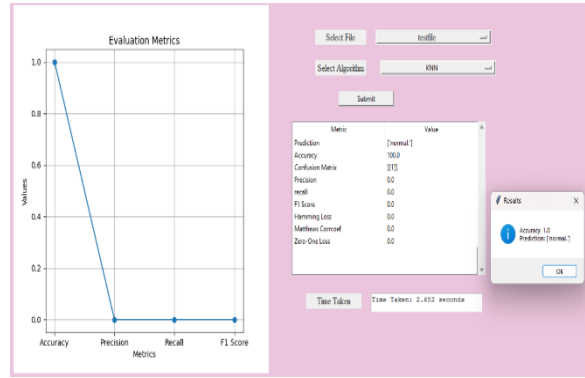 Evaluation Metrics
1.0
0.8
0.6
0.4
0.2
0.0
Values
Accuracy Precision Recall F1 Score
Metrics
Select File testfile
Select Algorithm KNN
Submit
Metric Value
Prediction ['normal.']
Accuracy 100.0
Confusion Matrix [[1]]
Precision 0.0
recall 0.0
F1 Score 0.0
Hamming Loss 0.0
Matthews Corrcoef 0.0
Zero-One Loss 0.0
Time Taken Time Taken: 2.652 seconds
Results X
i
Accuracy: 1.0
Prediction: ['normal.']
OK